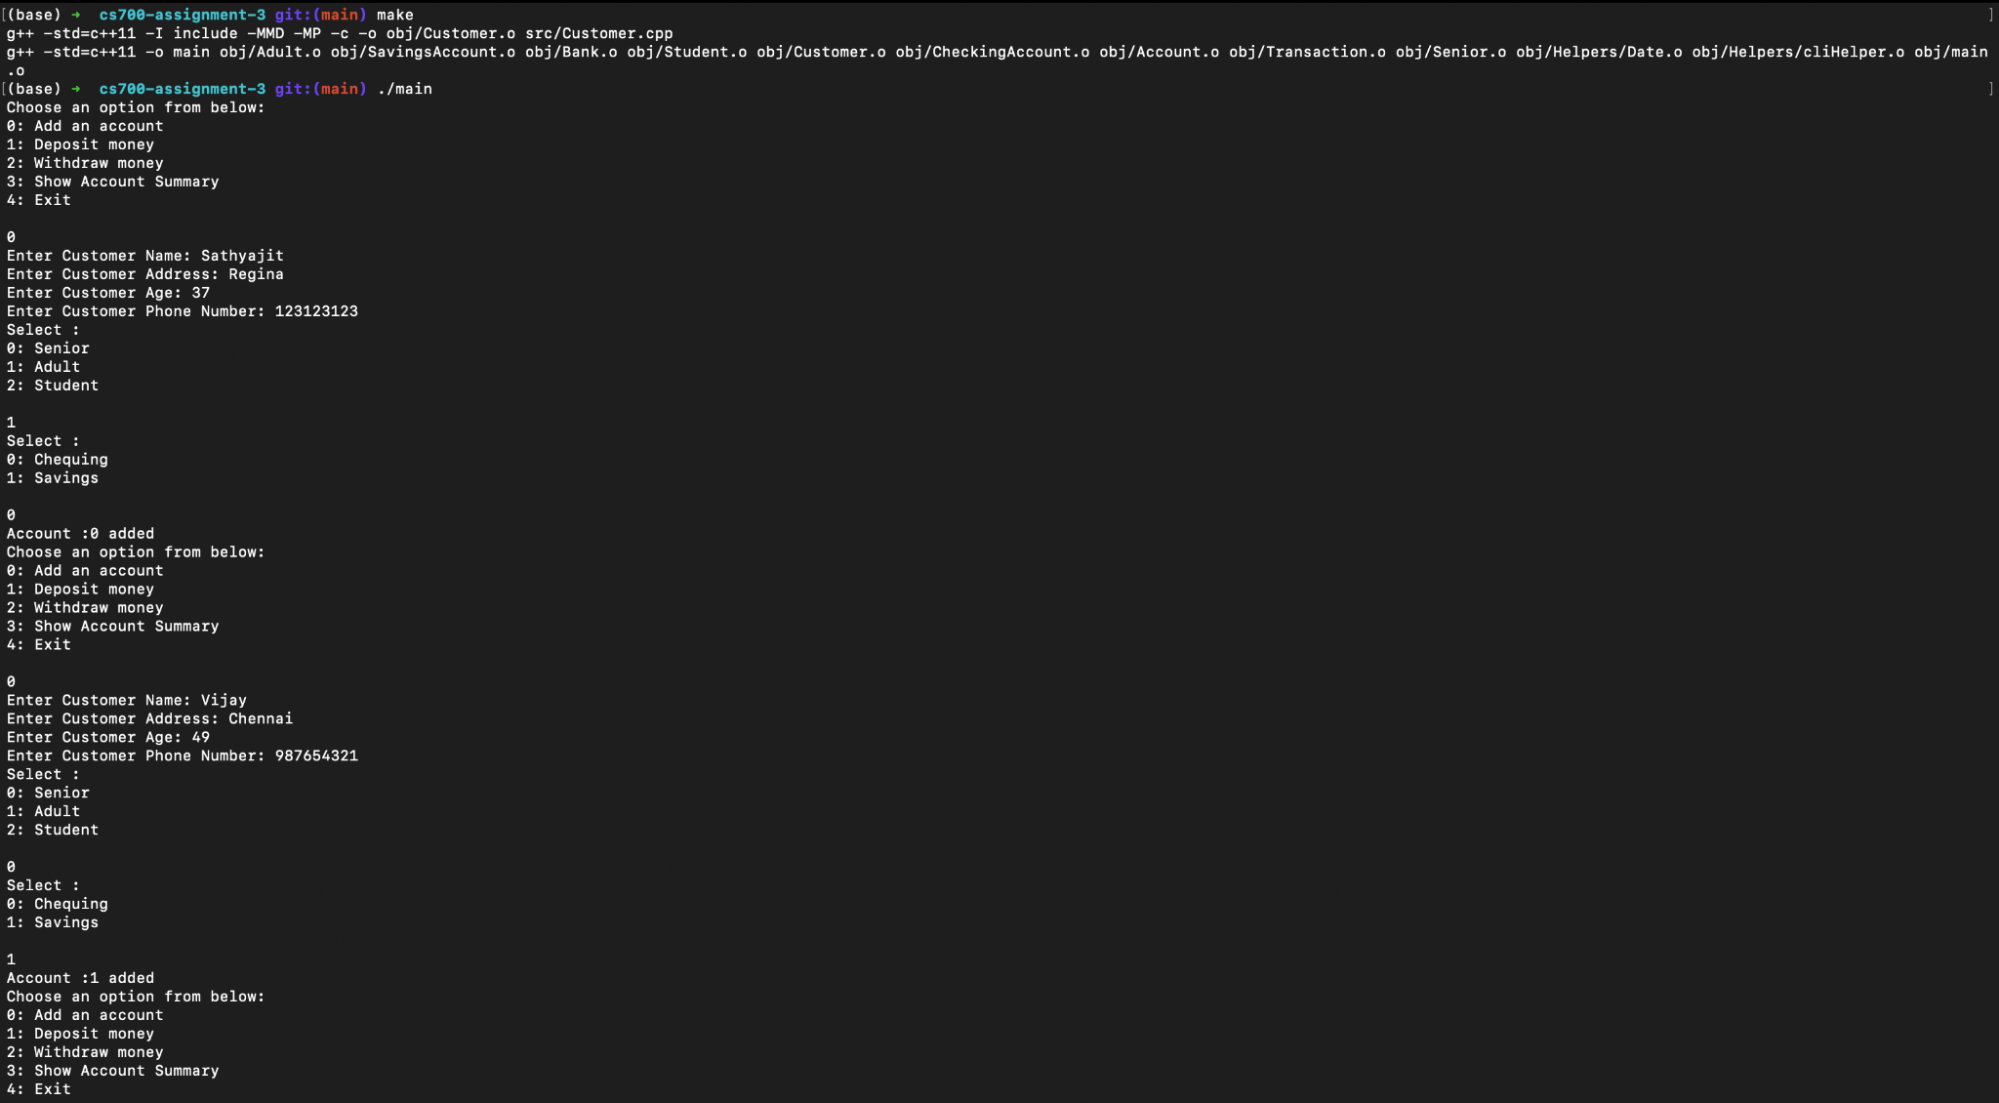 [(base) ➜  cs700-assignment-3 git:(main) make ]
g++ -std=c++11 -I include -MMD -MP -c -o obj/Customer.o src/Customer.cpp
g++ -std=c++11 -o main obj/Adult.o obj/SavingsAccount.o obj/Bank.o obj/Student.o obj/Customer.o obj/CheckingAccount.o obj/Account.o obj/Transaction.o obj/Senior.o obj/Helpers/Date.o obj/Helpers/cliHelper.o obj/main
.o
[(base) ➜  cs700-assignment-3 git:(main) ./main ]
Choose an option from below:
0: Add an account
1: Deposit money
2: Withdraw money
3: Show Account Summary
4: Exit

0
Enter Customer Name: Sathyajit
Enter Customer Address: Regina
Enter Customer Age: 37
Enter Customer Phone Number: 123123123
Select :
0: Senior
1: Adult
2: Student

1
Select :
0: Chequing
1: Savings

0
Account :0 added
Choose an option from below:
0: Add an account
1: Deposit money
2: Withdraw money
3: Show Account Summary
4: Exit

0
Enter Customer Name: Vijay
Enter Customer Address: Chennai
Enter Customer Age: 49
Enter Customer Phone Number: 987654321
Select :
0: Senior
1: Adult
2: Student

0
Select :
0: Chequing
1: Savings

1
Account :1 added
Choose an option from below:
0: Add an account
1: Deposit money
2: Withdraw money
3: Show Account Summary
4: Exit